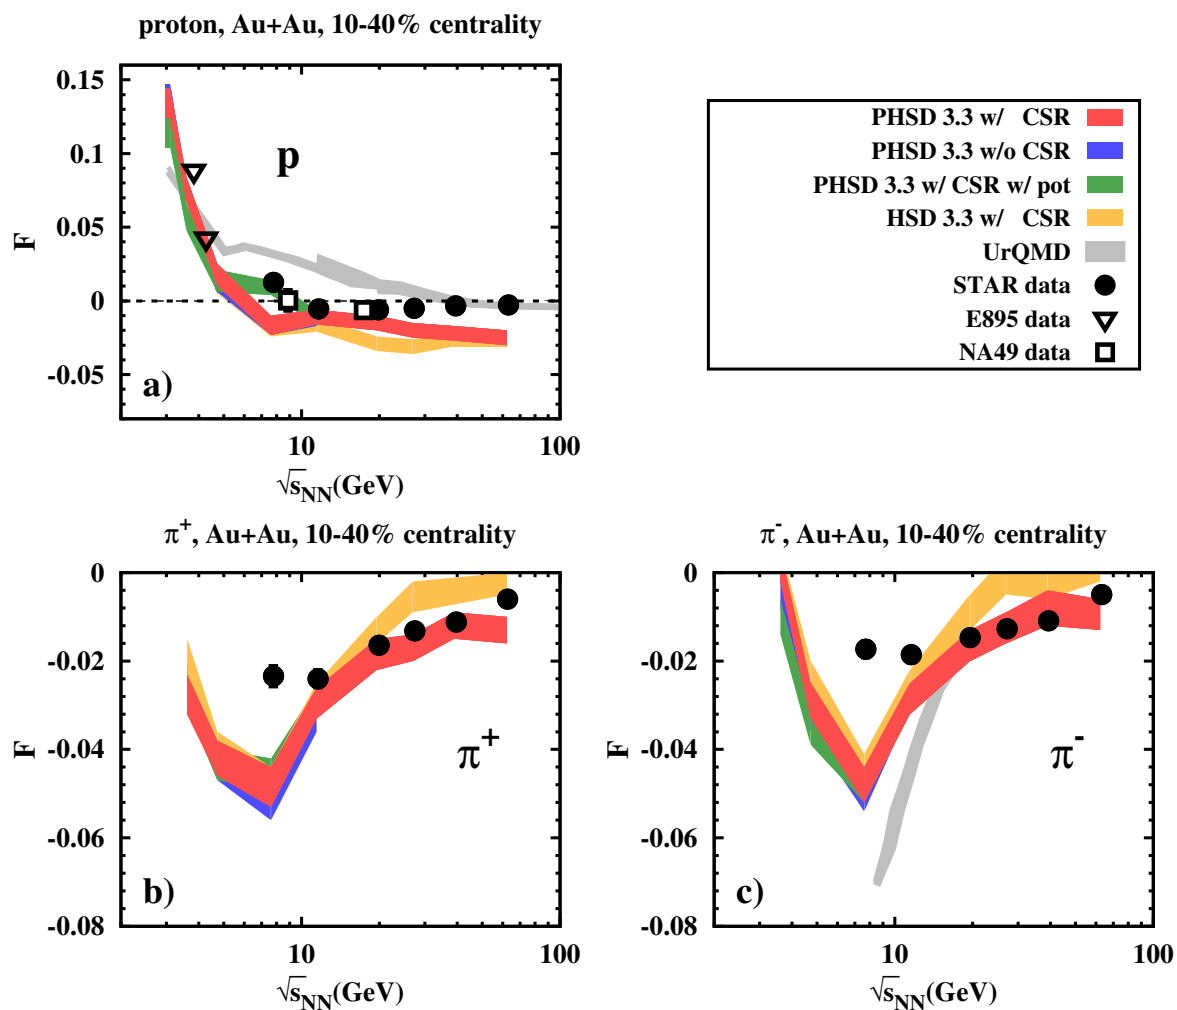 proton, Au+Au, 10-40% centrality
F
0.15
0.1
0.05
0
-0.05
p
a)
10
100
√sNN(GeV)
PHSD 3.3 w/ CSR
PHSD 3.3 w/o CSR
PHSD 3.3 w/ CSR w/ pot
HSD 3.3 w/ CSR
UrQMD
STAR data
E895 data
NA49 data
π⁺, Au+Au, 10-40% centrality
F
0
-0.02
-0.04
-0.06
-0.08
π⁺
b)
10
100
√sNN(GeV)
π⁻, Au+Au, 10-40% centrality
F
0
-0.02
-0.04
-0.06
-0.08
π⁻
c)
10
100
√sNN(GeV)